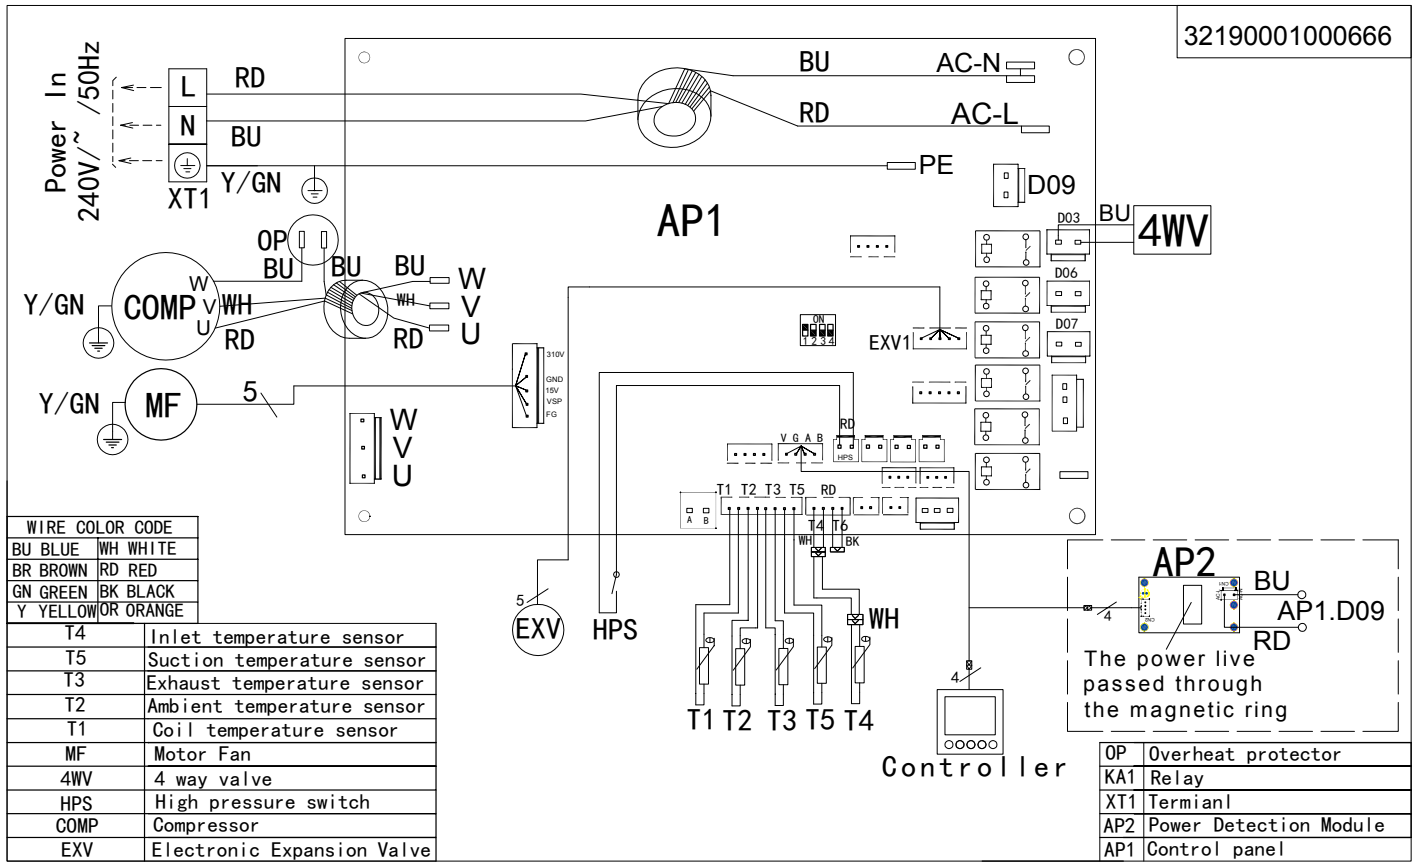 32190001000666
Power In
240V/~ /50Hz
L
N
XT1
RD
BU
Y/GN
BU
AC-N
RD
AC-L
PE
D09
AP1
D03
BU
4WV
D06
D07
OP
BU
BU
BU
W
WH
V
RD
U
Y/GN
COMP
W
V
U
WH
RD
ON
1 2 3 4
EXV1
Y/GN
MF
5
310V
GND
15V
VSP
FG
W
V
U
V G A B
RD
HPS
A B
T1 T2 T3 T5
RD
T4 T6
WH
BK
5
EXV
HPS
WH
T1 T2 T3 T5 T4
4
Controller
AP2
4
CN1
CN2
BU
AP1.D09
RD
The power live
passed through
the magnetic ring
WIRE COLOR CODE
BU BLUE WH WHITE
BR BROWN RD RED
GN GREEN BK BLACK
Y YELLOW OR ORANGE
T4 Inlet temperature sensor
T5 Suction temperature sensor
T3 Exhaust temperature sensor
T2 Ambient temperature sensor
T1 Coil temperature sensor
MF Motor Fan
4WV 4 way valve
HPS High pressure switch
COMP Compressor
EXV Electronic Expansion Valve
OP Overheat protector
KA1 Relay
XT1 Termianl
AP2 Power Detection Module
AP1 Control panel